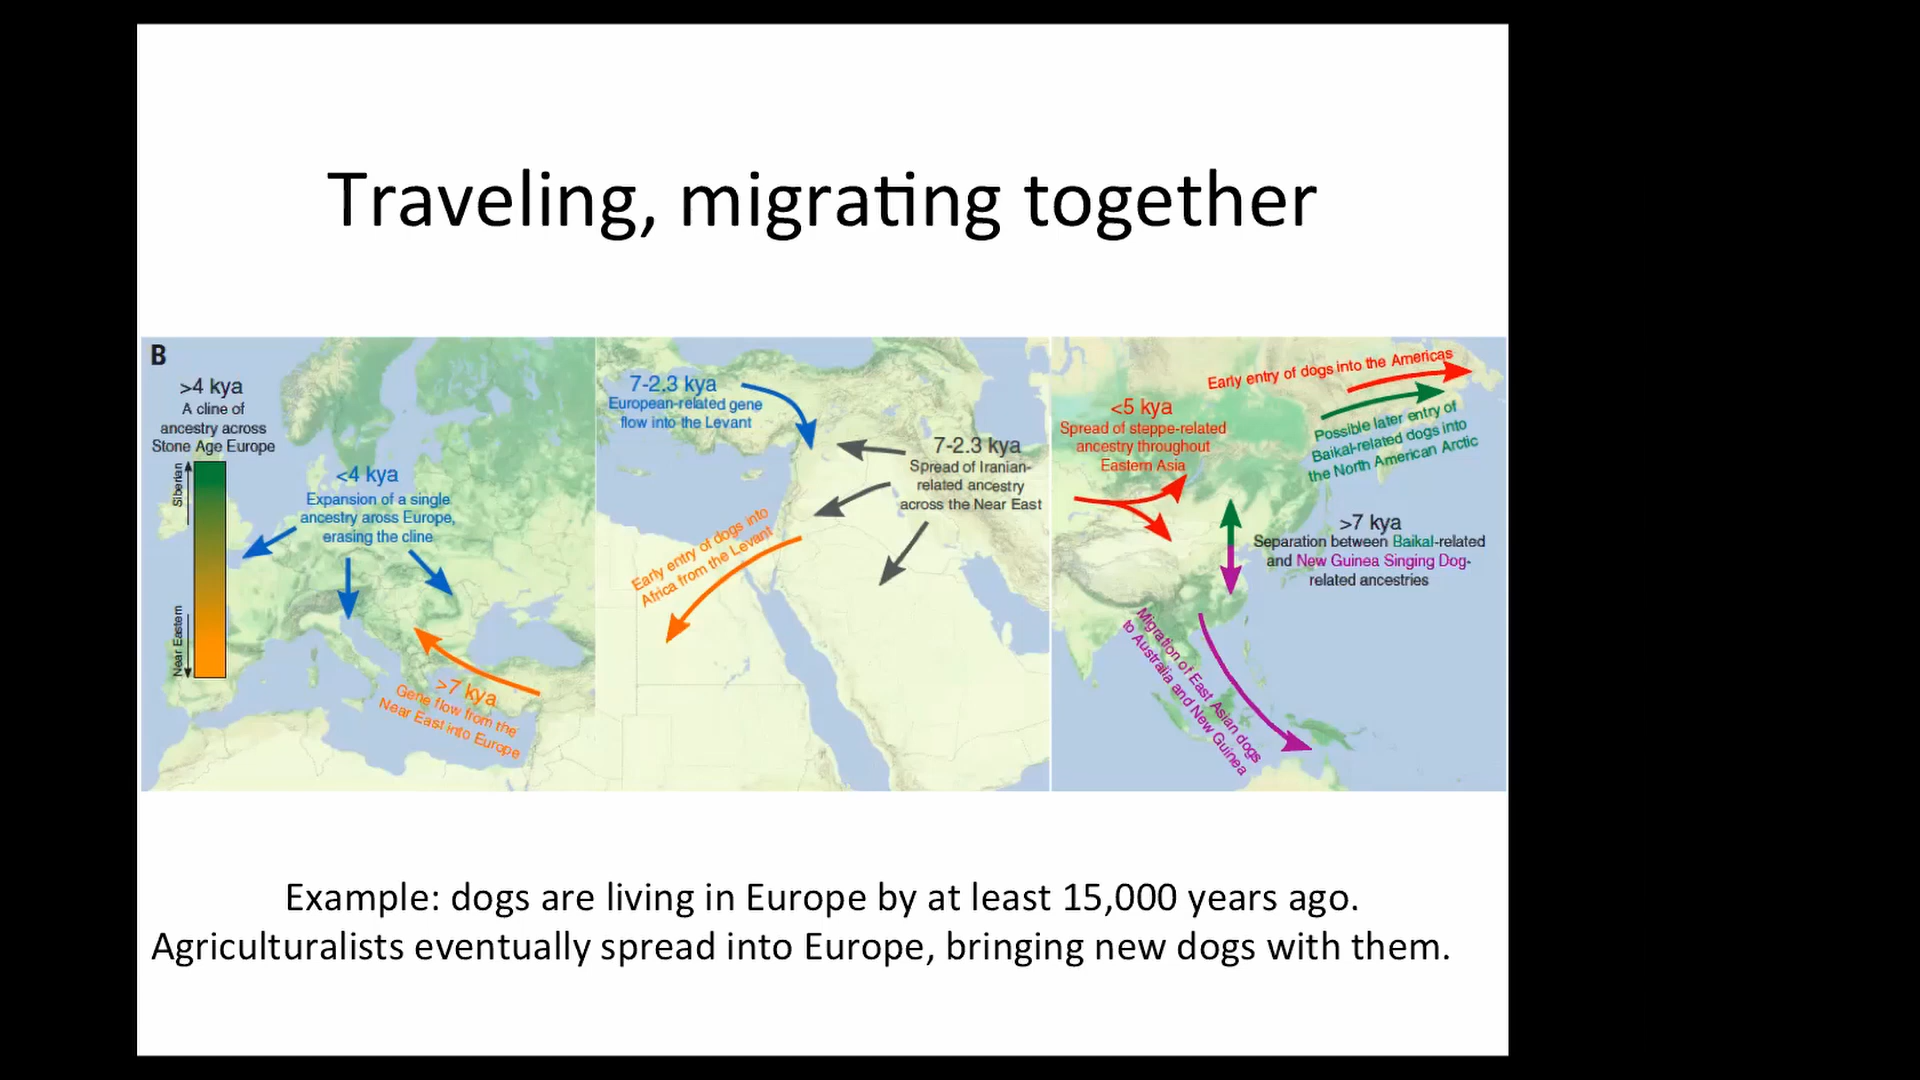 Traveling, migrating together
B
>4 kya
A cline of
ancestry across
Stone Age Europe
Siberian
Near Eastern
<4 kya
Expansion of a single
ancestry aross Europe,
erasing the cline
>7 kya
Gene flow from the
Near East into Europe
7-2.3 kya
European-related gene
flow into the Levant
7-2.3 kya
Spread of Iranian-
related ancestry
across the Near East
Early entry of dogs into
Africa from the Levant
Early entry of dogs into the Americas
<5 kya
Spread of steppe-related
ancestry throughout
Eastern Asia
Possible later entry of
Baikal-related dogs into
the North American Arctic
>7 kya
Separation between Baikal-related
and New Guinea Singing Dog-
related ancestries
Migration of East Asian dogs
to Australia and New Guinea
Example: dogs are living in Europe by at least 15,000 years ago.
Agriculturalists eventually spread into Europe, bringing new dogs with them.